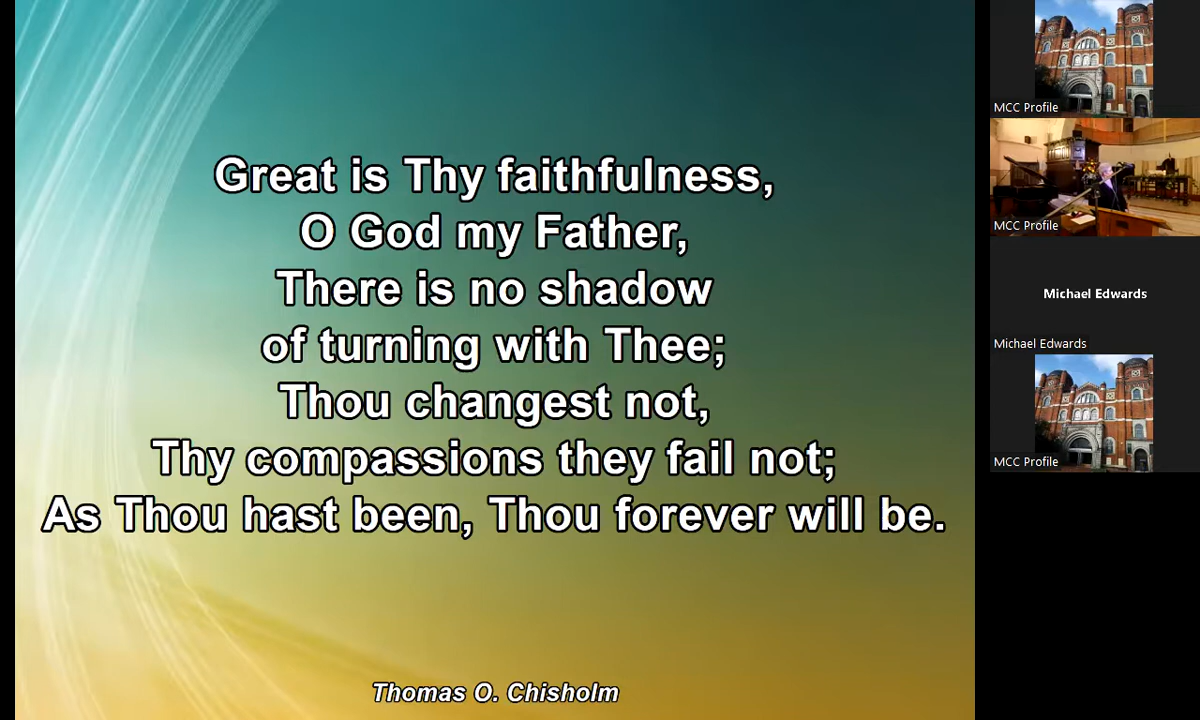 Great is Thy faithfulness,
O God my Father,
There is no shadow
of turning with Thee;
Thou changest not,
Thy compassions they fail not;
As Thou hast been, Thou forever will be.
Thomas O. Chisholm
MCC Profile
MCC Profile
Michael Edwards
Michael Edwards
MCC Profile